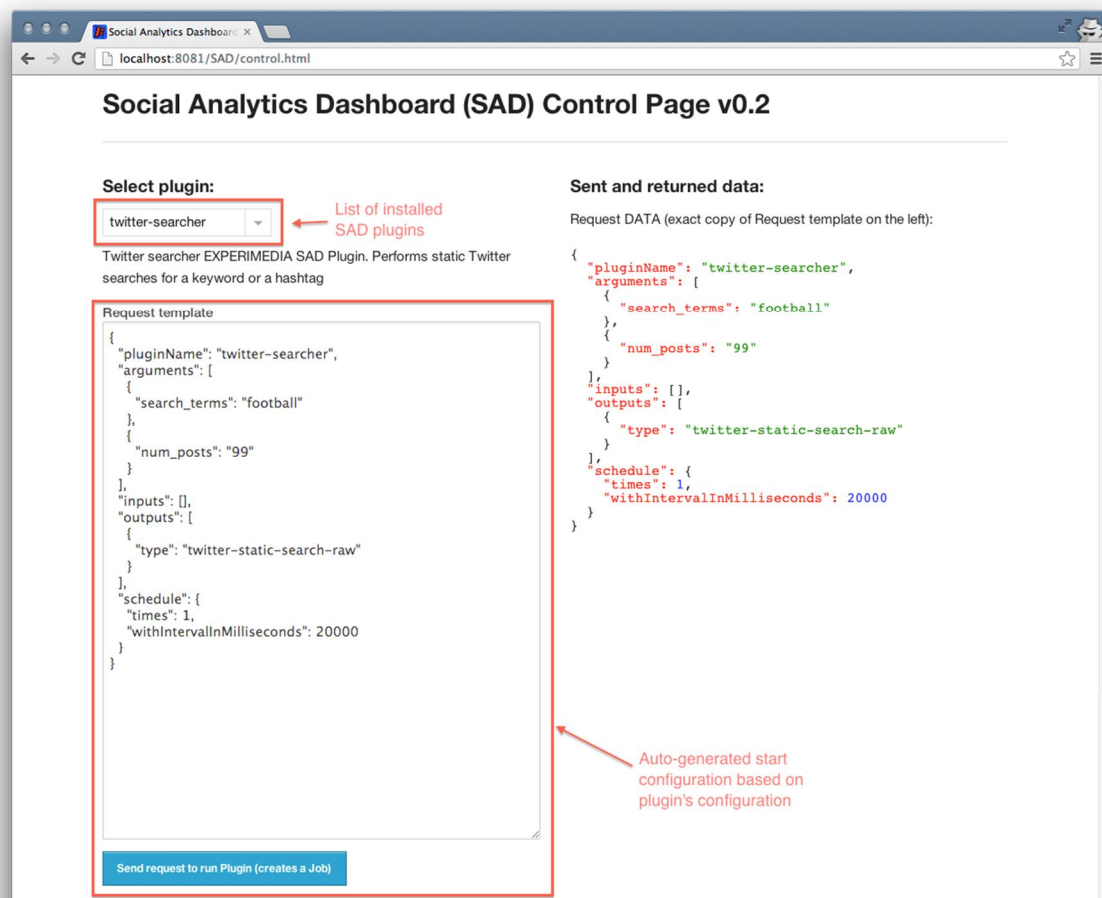 Social Analytics Dashboard
localhost:8081/SAD/control.html
Social Analytics Dashboard (SAD) Control Page v0.2
Select plugin:
twitter-searcher
List of installed
SAD plugins
Twitter searcher EXPERIMEDIA SAD Plugin. Performs static Twitter
searches for a keyword or a hashtag
Request template
{
"pluginName": "twitter-searcher",
"arguments": [
{
"search_terms": "football"
},
{
"num_posts": "99"
}
],
"inputs": [],
"outputs": [
{
"type": "twitter-static-search-raw"
}
],
"schedule": {
"times": 1,
"withIntervalInMilliseconds": 20000
}
}
Auto-generated start
configuration based on
plugin's configuration
Send request to run Plugin (creates a Job)
Sent and returned data:
Request DATA (exact copy of Request template on the left):
{
"pluginName": "twitter-searcher",
"arguments": [
{
"search_terms": "football"
},
{
"num_posts": "99"
}
],
"inputs": [],
"outputs": [
{
"type": "twitter-static-search-raw"
}
],
"schedule": {
"times": 1,
"withIntervalInMilliseconds": 20000
}
}